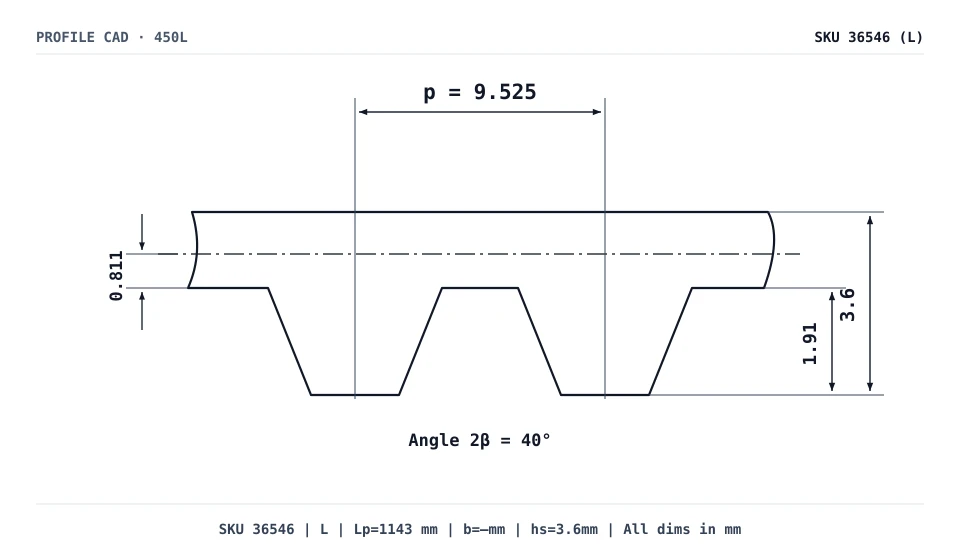 PROFILE CAD · 450L
SKU 36546 (L)
p = 9.525
0.811
3.6
1.91
Angle 2β = 40°
SKU 36546 | L | Lp=1143 mm | b=—mm | hs=3.6mm | All dims in mm